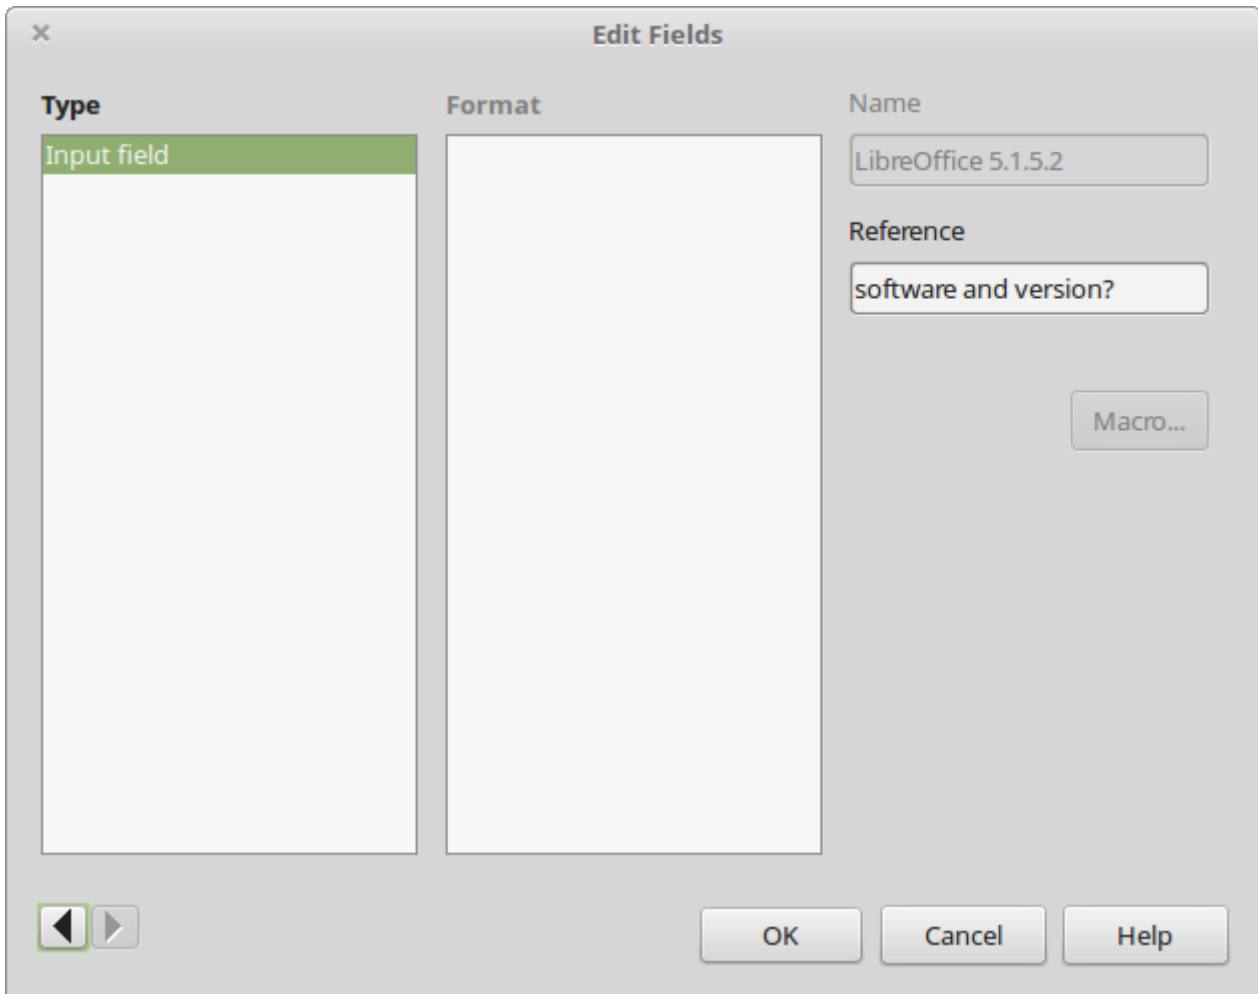 Edit Fields
Type
Input field
Format
Name
LibreOffice 5.1.5.2
Reference
software and version?
Macro...
OK
Cancel
Help